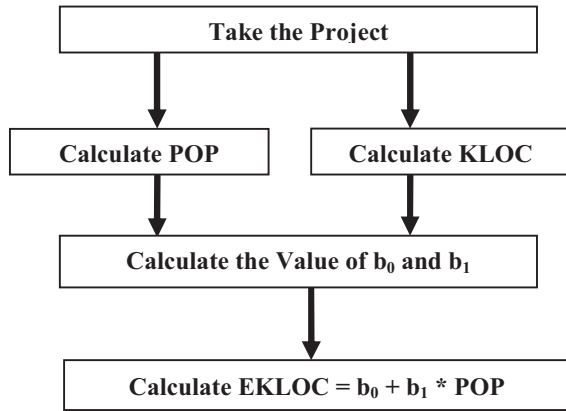 Take the Project
Calculate POP
Calculate KLOC
Calculate the Value of b₀ and b₁
Calculate EKLOC = b₀ + b₁ * POP